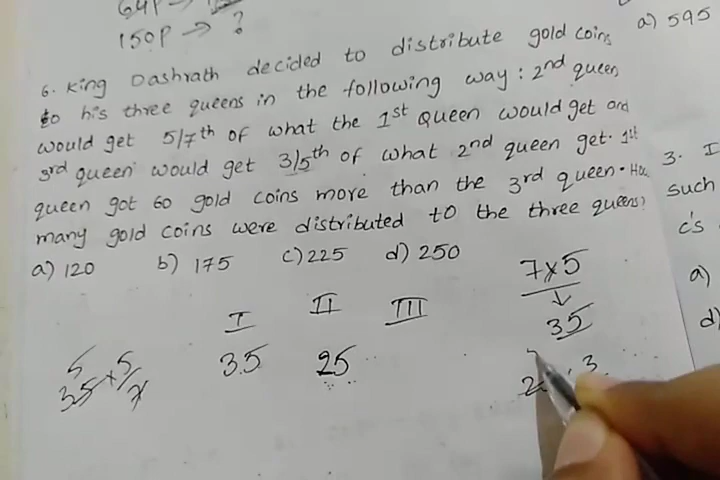 64P →
150P → ?
a) 595
6. King Dashrath decided to distribute gold coins
to his three queens in the following way: 2nd queen
would get 5/7th of what the 1st Queen would get and
3rd queen would get 3/5th of what 2nd queen get. 1st
queen got 60 gold coins more than the 3rd queen. How
many gold coins were distributed to the three queens?
a) 120 b) 175 c) 225 d) 250
3. I
such
c's
a)
d)
7x5
↓
35
I II III
35 25
5
35 x 5/7